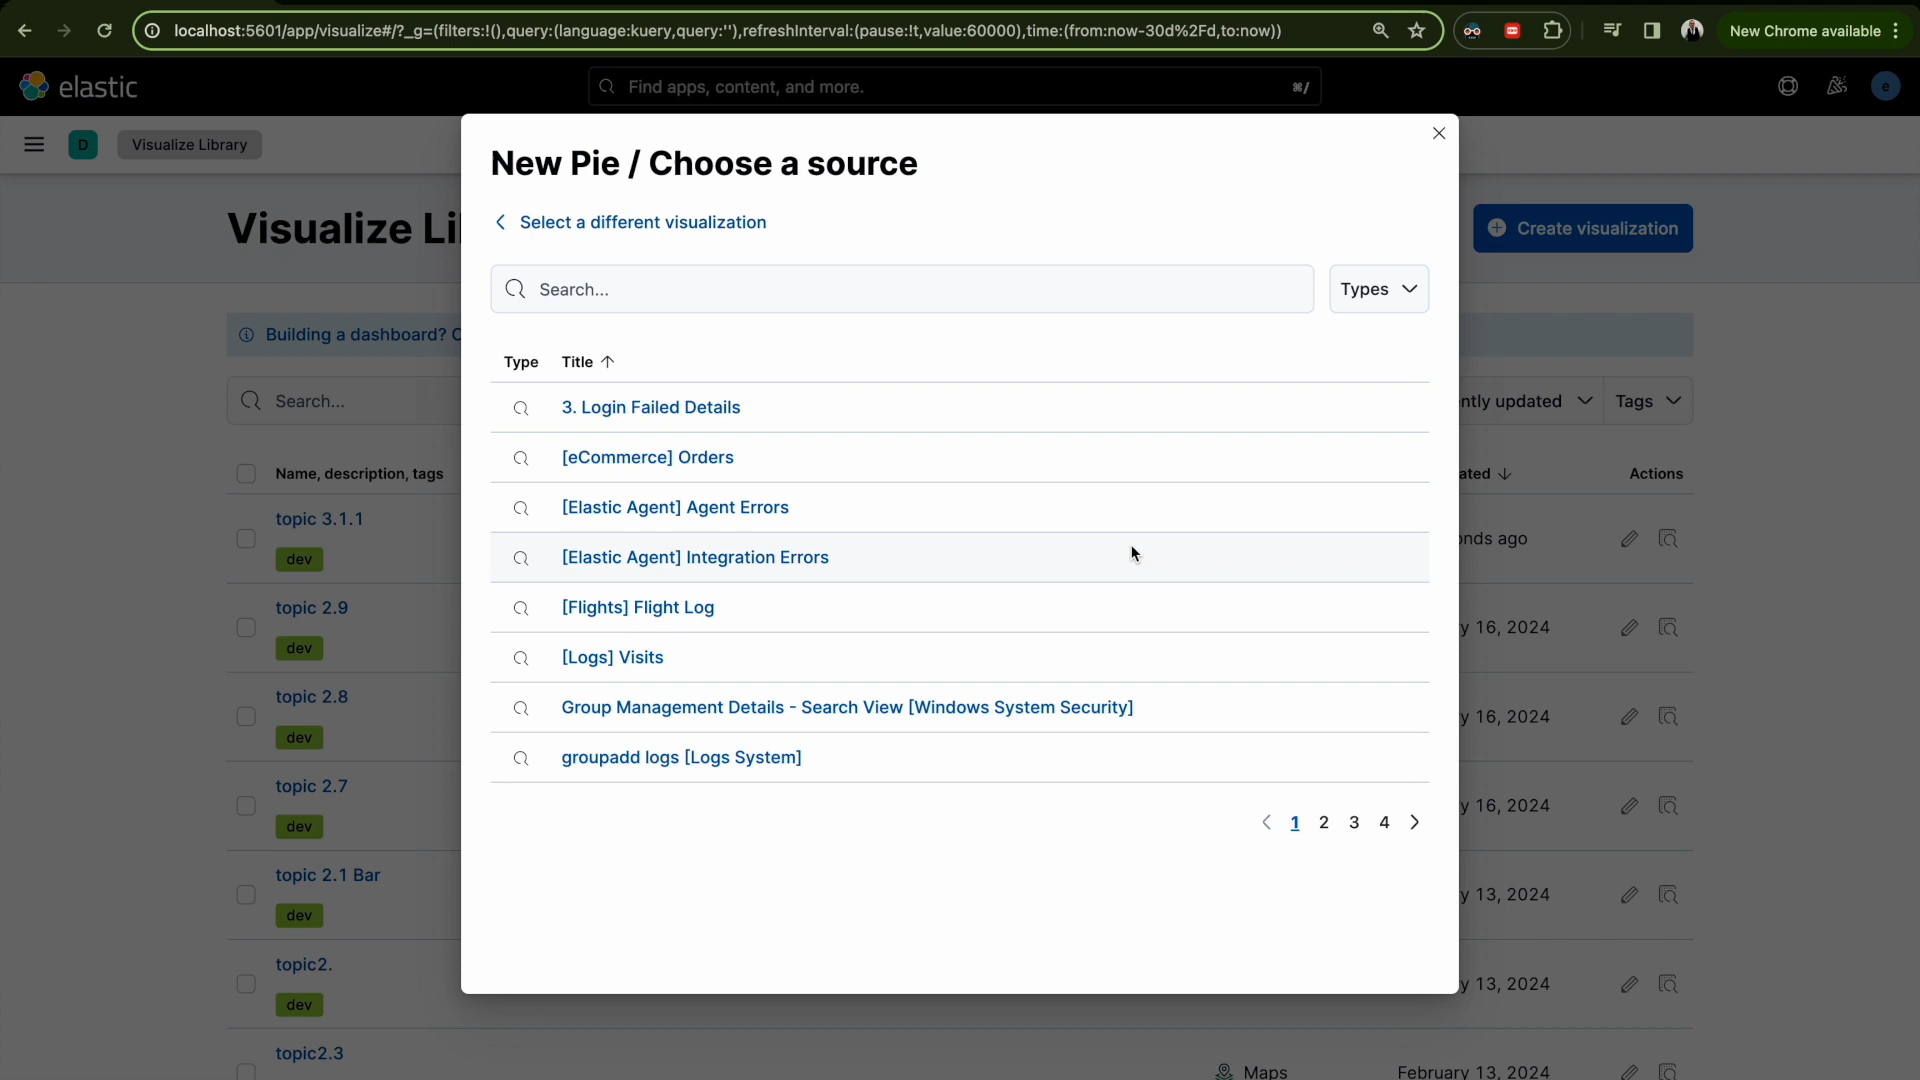 localhost:5601/app/visualize#/?_g=(filters:!(),query:(language:kuery,query:''),refreshInterval:(pause:!t,value:60000),time:(from:now-30d%2Fd,to:now))
New Chrome available
elastic
Find apps, content, and more.
⌘/
e
D
Visualize Library
New Pie / Choose a source
Select a different visualization
Visualize Li
Create visualization
Search...
Types
Building a dashboard? C
Type
Title
Search...
ntly updated
Tags
3. Login Failed Details
[eCommerce] Orders
Name, description, tags
ated
Actions
[Elastic Agent] Agent Errors
topic 3.1.1
dev
onds ago
[Elastic Agent] Integration Errors
[Flights] Flight Log
topic 2.9
dev
y 16, 2024
[Logs] Visits
Group Management Details - Search View [Windows System Security]
topic 2.8
dev
y 16, 2024
groupadd logs [Logs System]
topic 2.7
dev
y 16, 2024
1
2
3
4
topic 2.1 Bar
dev
y 13, 2024
topic2.
dev
y 13, 2024
topic2.3
Maps
February 13, 2024